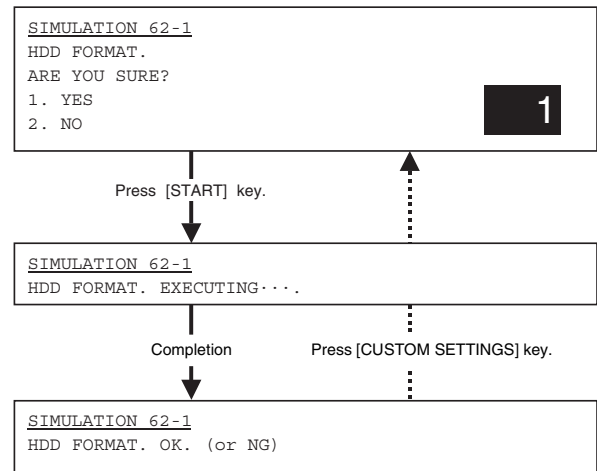 SIMULATION 62-1
HDD FORMAT.
ARE YOU SURE?
1. YES
2. NO
1
Press [START] key.
SIMULATION 62-1
HDD FORMAT. EXECUTING···.
Completion
Press [CUSTOM SETTINGS] key.
SIMULATION 62-1
HDD FORMAT. OK. (or NG)